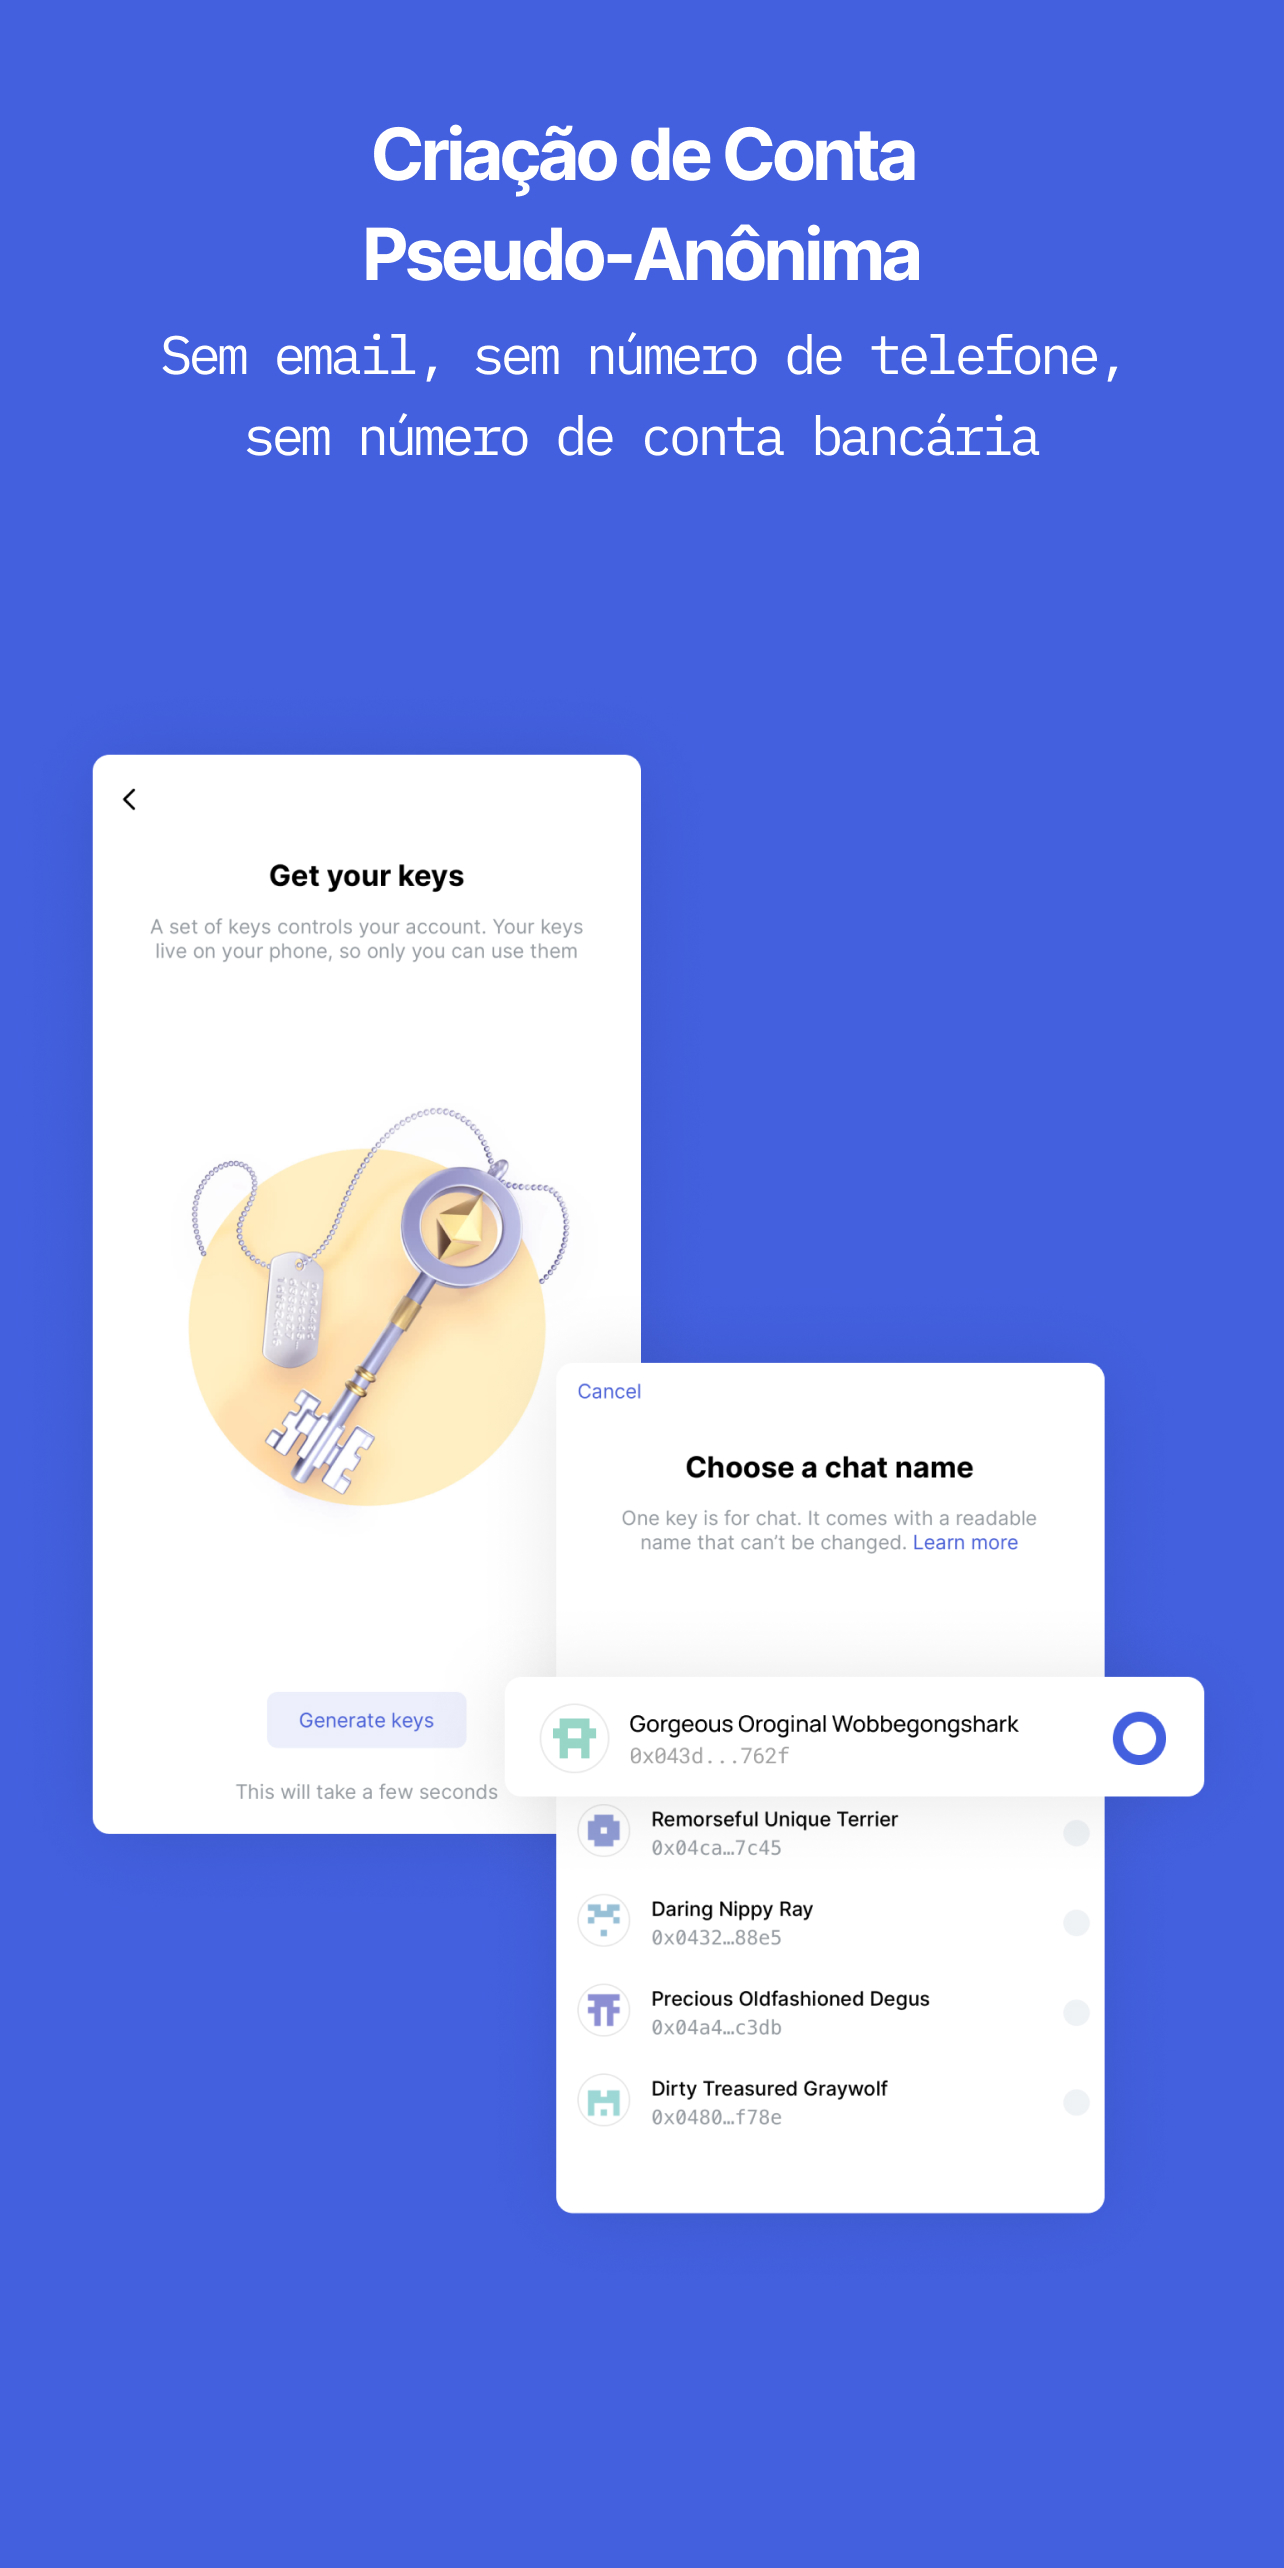 Criação de Conta
Pseudo-Anônima
Sem email, sem número de telefone,
sem número de conta bancária
Get your keys
A set of keys controls your account. Your keys
live on your phone, so only you can use them
Generate keys
This will take a few seconds
Cancel
Choose a chat name
One key is for chat. It comes with a readable
name that can’t be changed. Learn more
Gorgeous Oroginal Wobbegongshark
0x043d...762f
Remorseful Unique Terrier
0x04ca…7c45
Daring Nippy Ray
0x0432…88e5
Precious Oldfashioned Degus
0x04a4…c3db
Dirty Treasured Graywolf
0x0480…f78e